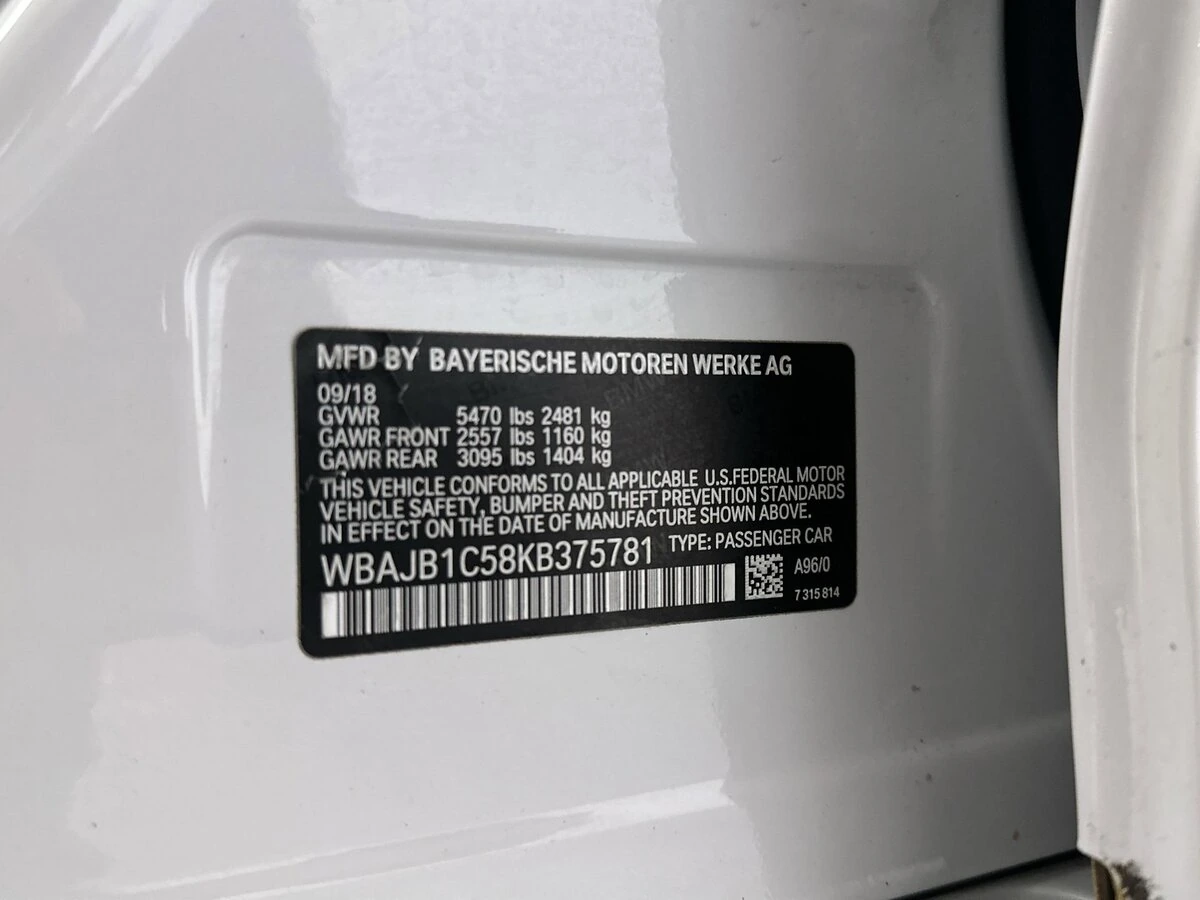 MFD BY BAYERISCHE MOTOREN WERKE AG
09/18
GVWR 5470 lbs 2481 kg
GAWR FRONT 2557 lbs 1160 kg
GAWR REAR 3095 lbs 1404 kg
THIS VEHICLE CONFORMS TO ALL APPLICABLE U.S.FEDERAL MOTOR
VEHICLE SAFETY, BUMPER AND THEFT PREVENTION STANDARDS
IN EFFECT ON THE DATE OF MANUFACTURE SHOWN ABOVE.
WBAJB1C58KB375781 TYPE: PASSENGER CAR
A96/0
7 315 814